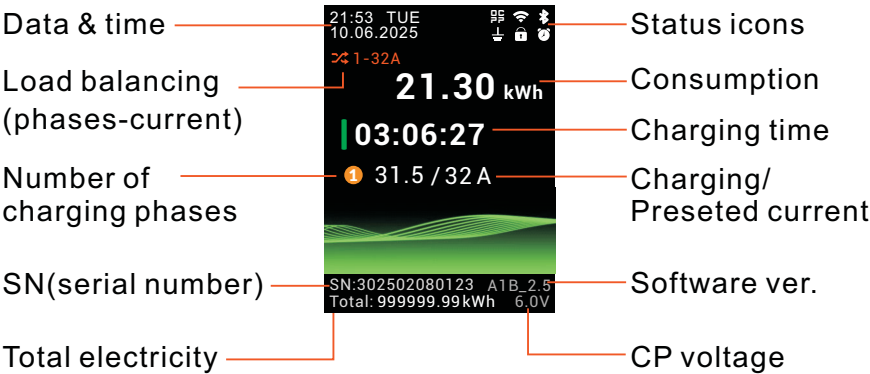 Data & time
Load balancing
(phases-current)
Number of
charging phases
SN(serial number)
Total electricity
21:53 TUE
10.06.2025
1-32A
21.30 kWh
03:06:27
1 31.5 / 32 A
SN:302502080123 A1B_2.5
Total: 999999.99 kWh 6.0V
Status icons
Consumption
Charging time
Charging/
Preseted current
Software ver.
CP voltage